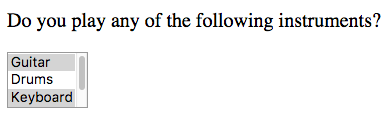 Do you play any of the following instruments?
Guitar
Drums
Keyboard